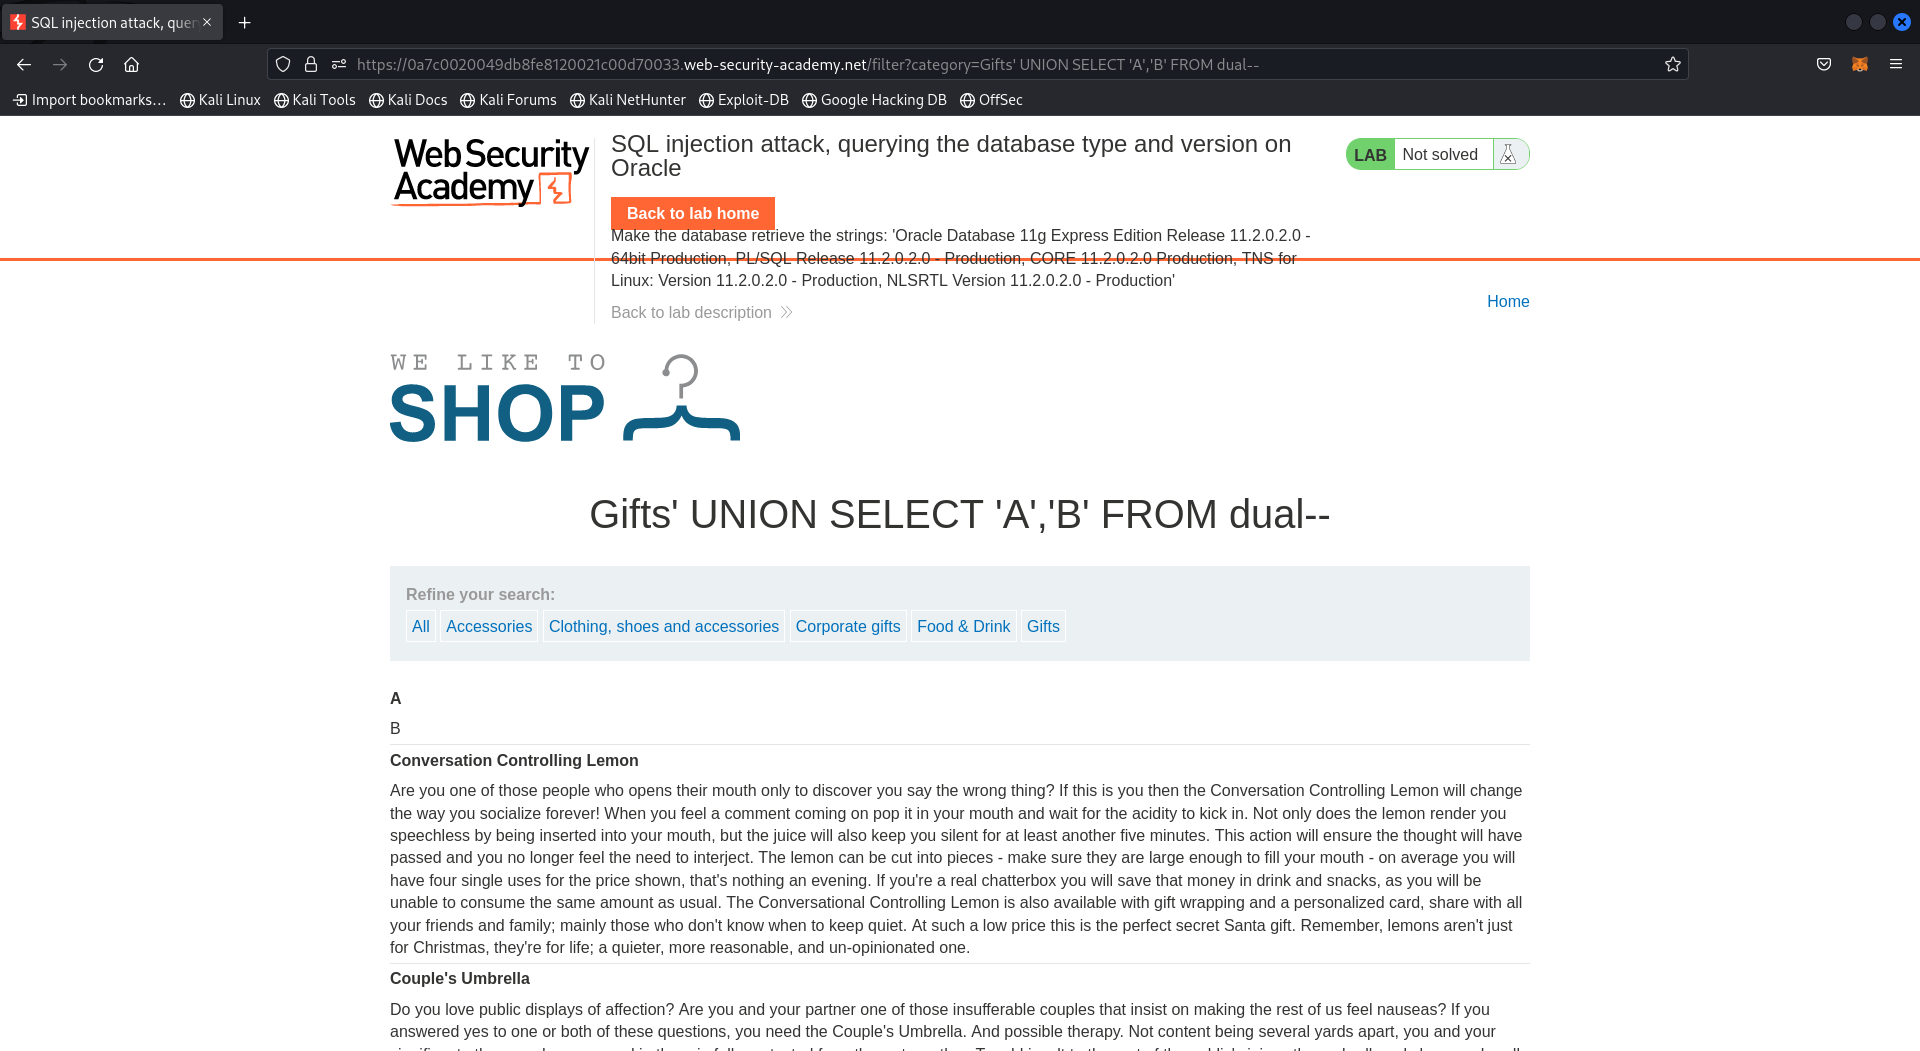 SQL injection attack, quer
https://0a7c0020049db8fe8120021c00d70033.web-security-academy.net/filter?category=Gifts' UNION SELECT 'A','B' FROM dual--
Import bookmarks... Kali Linux Kali Tools Kali Docs Kali Forums Kali NetHunter Exploit-DB Google Hacking DB OffSec
Web Security
Academy
SQL injection attack, querying the database type and version on
Oracle
LAB Not solved
Back to lab home
Make the database retrieve the strings: 'Oracle Database 11g Express Edition Release 11.2.0.2.0 -
64bit Production, PL/SQL Release 11.2.0.2.0 - Production, CORE 11.2.0.2.0 Production, TNS for
Linux: Version 11.2.0.2.0 - Production, NLSRTL Version 11.2.0.2.0 - Production'
Back to lab description
Home
WE LIKE TO
SHOP
Gifts' UNION SELECT 'A','B' FROM dual--
Refine your search:
All Accessories Clothing, shoes and accessories Corporate gifts Food & Drink Gifts
A
B
Conversation Controlling Lemon
Are you one of those people who opens their mouth only to discover you say the wrong thing? If this is you then the Conversation Controlling Lemon will change
the way you socialize forever! When you feel a comment coming on pop it in your mouth and wait for the acidity to kick in. Not only does the lemon render you
speechless by being inserted into your mouth, but the juice will also keep you silent for at least another five minutes. This action will ensure the thought will have
passed and you no longer feel the need to interject. The lemon can be cut into pieces - make sure they are large enough to fill your mouth - on average you will
have four single uses for the price shown, that's nothing an evening. If you're a real chatterbox you will save that money in drink and snacks, as you will be
unable to consume the same amount as usual. The Conversational Controlling Lemon is also available with gift wrapping and a personalized card, share with all
your friends and family; mainly those who don't know when to keep quiet. At such a low price this is the perfect secret Santa gift. Remember, lemons aren't just
for Christmas, they're for life; a quieter, more reasonable, and un-opinionated one.
Couple's Umbrella
Do you love public displays of affection? Are you and your partner one of those insufferable couples that insist on making the rest of us feel nauseas? If you
answered yes to one or both of these questions, you need the Couple's Umbrella. And possible therapy. Not content being several yards apart, you and your